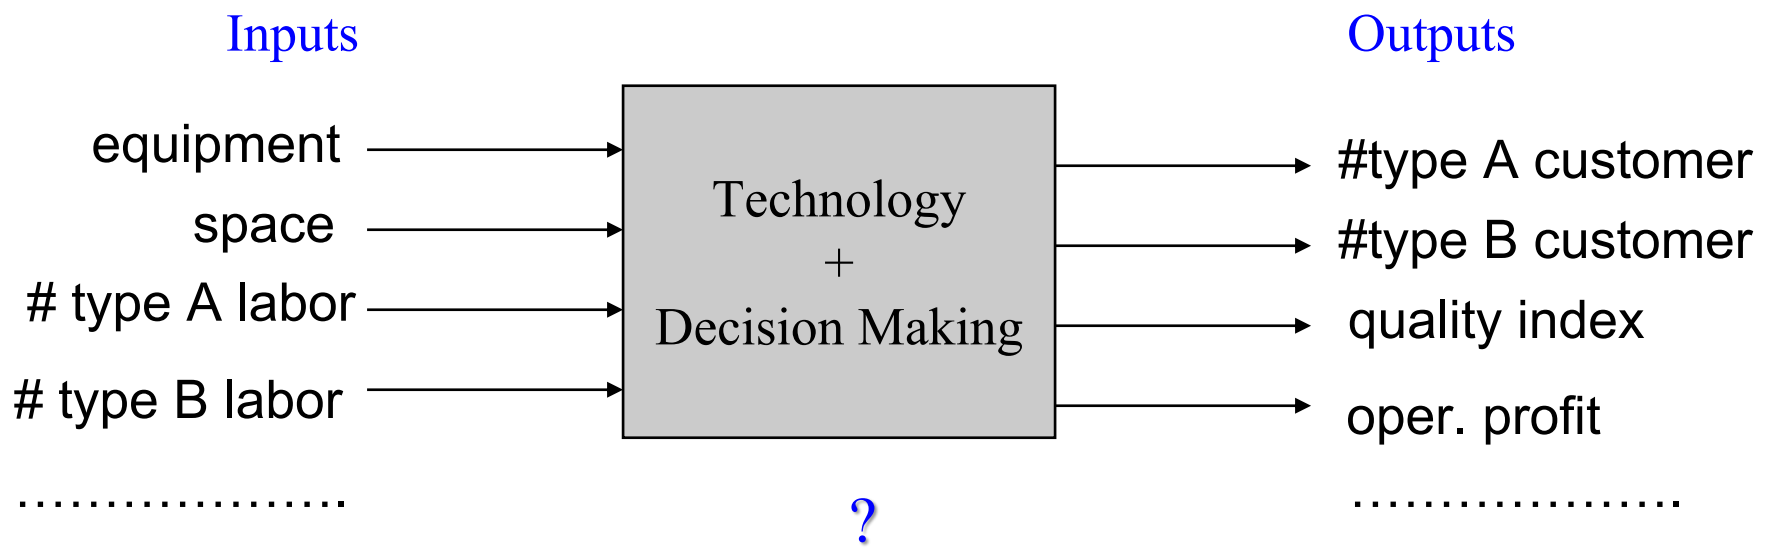 Inputs
Outputs
equipment
space
# type A labor
# type B labor
……………….
Technology
+
Decision Making
?
#type A customer
#type B customer
quality index
oper. profit
……………….